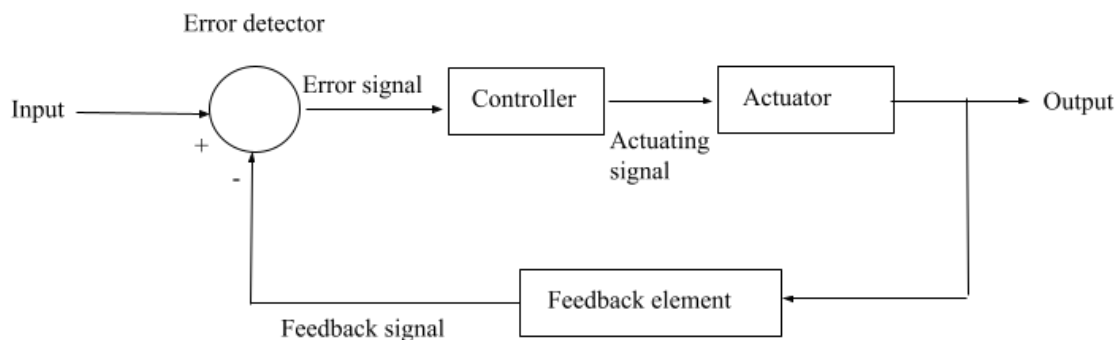 Error detector
Error signal
Input
Controller
Actuator
Output
+
Actuating
signal
-
Feedback element
Feedback signal